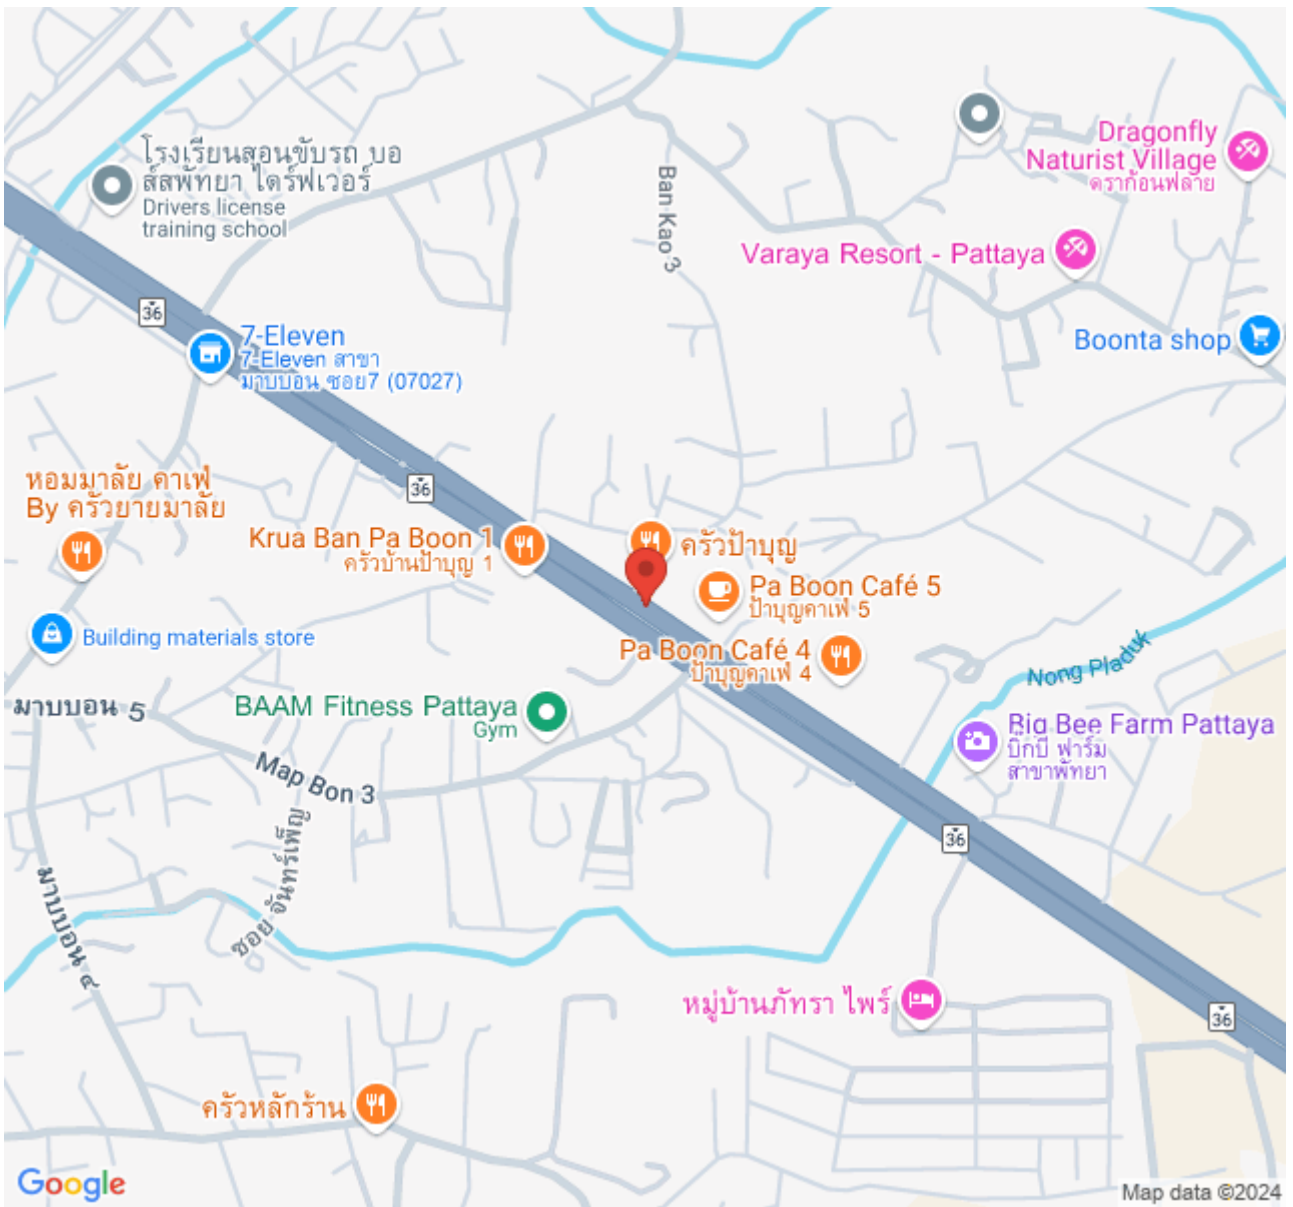 โรงเรียนสอนขับรถ บอ
ส์สพัทยา ไดร์ฟเวอร์
Drivers license
training school
Ban Kao 3
Dragonfly
Naturist Village
ดราก้อนฟลาย
Varaya Resort - Pattaya
Boonta shop
36
7-Eleven
7-Eleven สาขา
มาบบอน ซอย7 (07027)
หอมมาลัย คาเฟ่
By ครัวยายมาลัย
36
Krua Ban Pa Boon 1
ครัวบ้านป้าบุญ 1
ครัวป้าบุญ
Pa Boon Café 5
ป้าบุญคาเฟ่ 5
Building materials store
Pa Boon Café 4
ป้าบุญคาเฟ่ 4
Nong Pladuk
มาบบอน 5
BAAM Fitness Pattaya
Gym
Big Bee Farm Pattaya
บิ๊กบี ฟาร์ม
สาขาพัทยา
Map Bon 3
ซอย จันทร์เพ็ญ
36
มาบบอน ๕
หมู่บ้านภัทรา ไพร์
36
ครัวหลักร้าน
Google
Map data ©2024